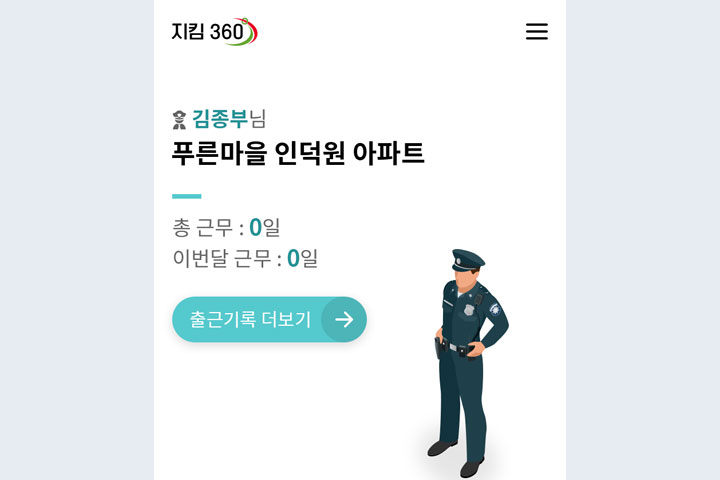 지킴 360°
김종부님
푸른마을 인덕원 아파트
총 근무 : 0일
이번달 근무 : 0일
출근기록 더보기